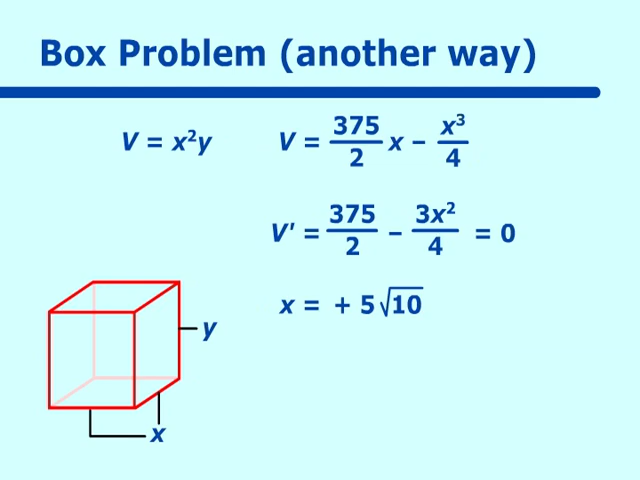 Box Problem (another way)
V = x²y
V = 375/2 x − x³/4
V' = 375/2 − 3x²/4 = 0
x = + 5√10
y
x